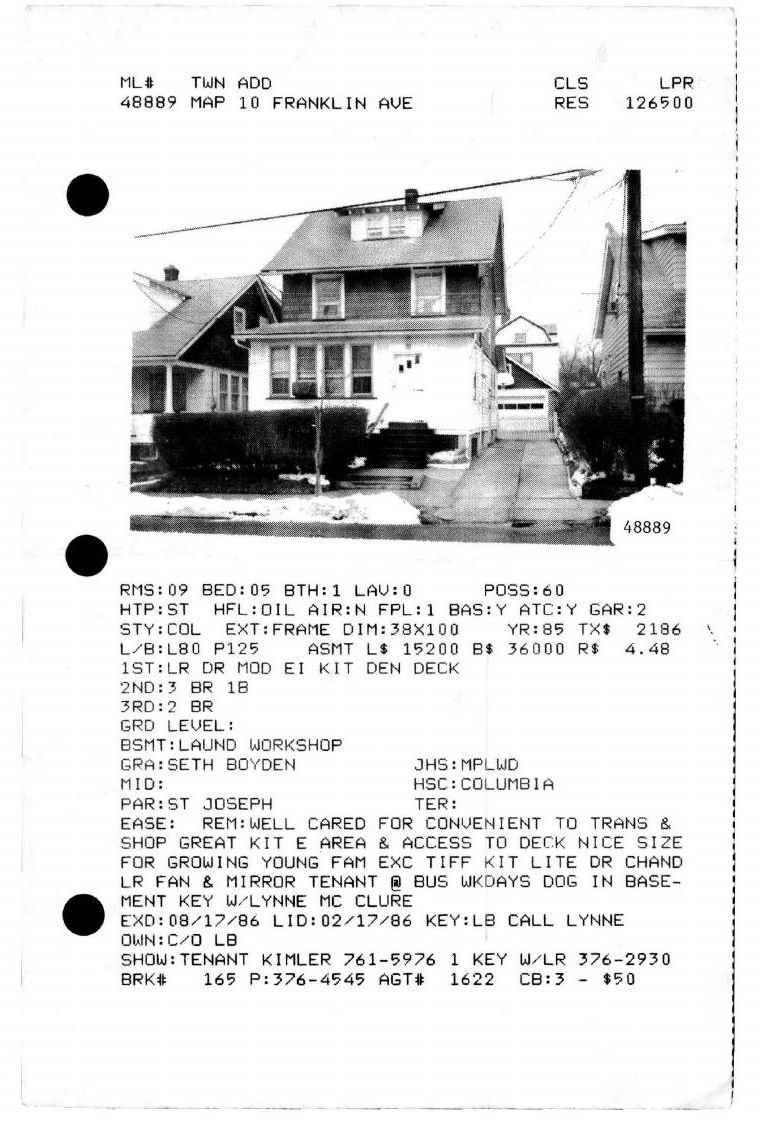 ML#   TWN ADD                                    CLS         LPR
48889 MAP 10 FRANKLIN AVE                  RES    126500
48889
RMS:09 BED:05 BTH:1 LAV:0       POSS:60
HTP:ST  HFL:OIL AIR:N FPL:1 BAS:Y ATC:Y GAR:2
STY:COL  EXT:FRAME DIM:38X100     YR:85 TX$  2186
L/B:L80 P125     ASMT L$ 15200 B$ 36000 R$  4.48
1ST:LR DR MOD EI KIT DEN DECK
2ND:3 BR 1B
3RD:2 BR
GRD LEVEL:
BSMT:LAUND WORKSHOP
GRA:SETH BOYDEN            JHS:MPLWD
MID:                       HSC:COLUMBIA
PAR:ST JOSEPH              TER:
EASE:  REM:WELL CARED FOR CONVENIENT TO TRANS &
SHOP GREAT KIT E AREA & ACCESS TO DECK NICE SIZE
FOR GROWING YOUNG FAM EXC TIFF KIT LITE DR CHAND
LR FAN & MIRROR TENANT @ BUS WKDAYS DOG IN BASE-
MENT KEY W/LYNNE MC CLURE
EXD:08/17/86 LID:02/17/86 KEY:LB CALL LYNNE
OWN:C/O LB
SHOW:TENANT KIMLER 761-5976 1 KEY W/LR 376-2930
BRK#   165 P:376-4545 AGT#  1622  CB:3 - $50